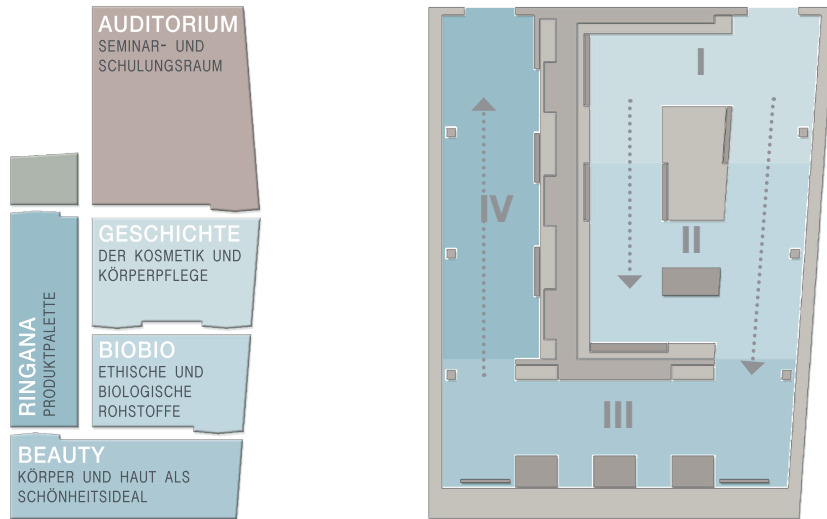 AUDITORIUM
SEMINAR- UND
SCHULUNGSRAUM
GESCHICHTE
DER KOSMETIK UND
KÖRPERPFLEGE
BIOBIO
ETHISCHE UND
BIOLOGISCHE
ROHSTOFFE
RINGANA
PRODUKTPALETTE
BEAUTY
KÖRPER UND HAUT ALS
SCHÖNHEITSIDEAL
I
II
III
IV